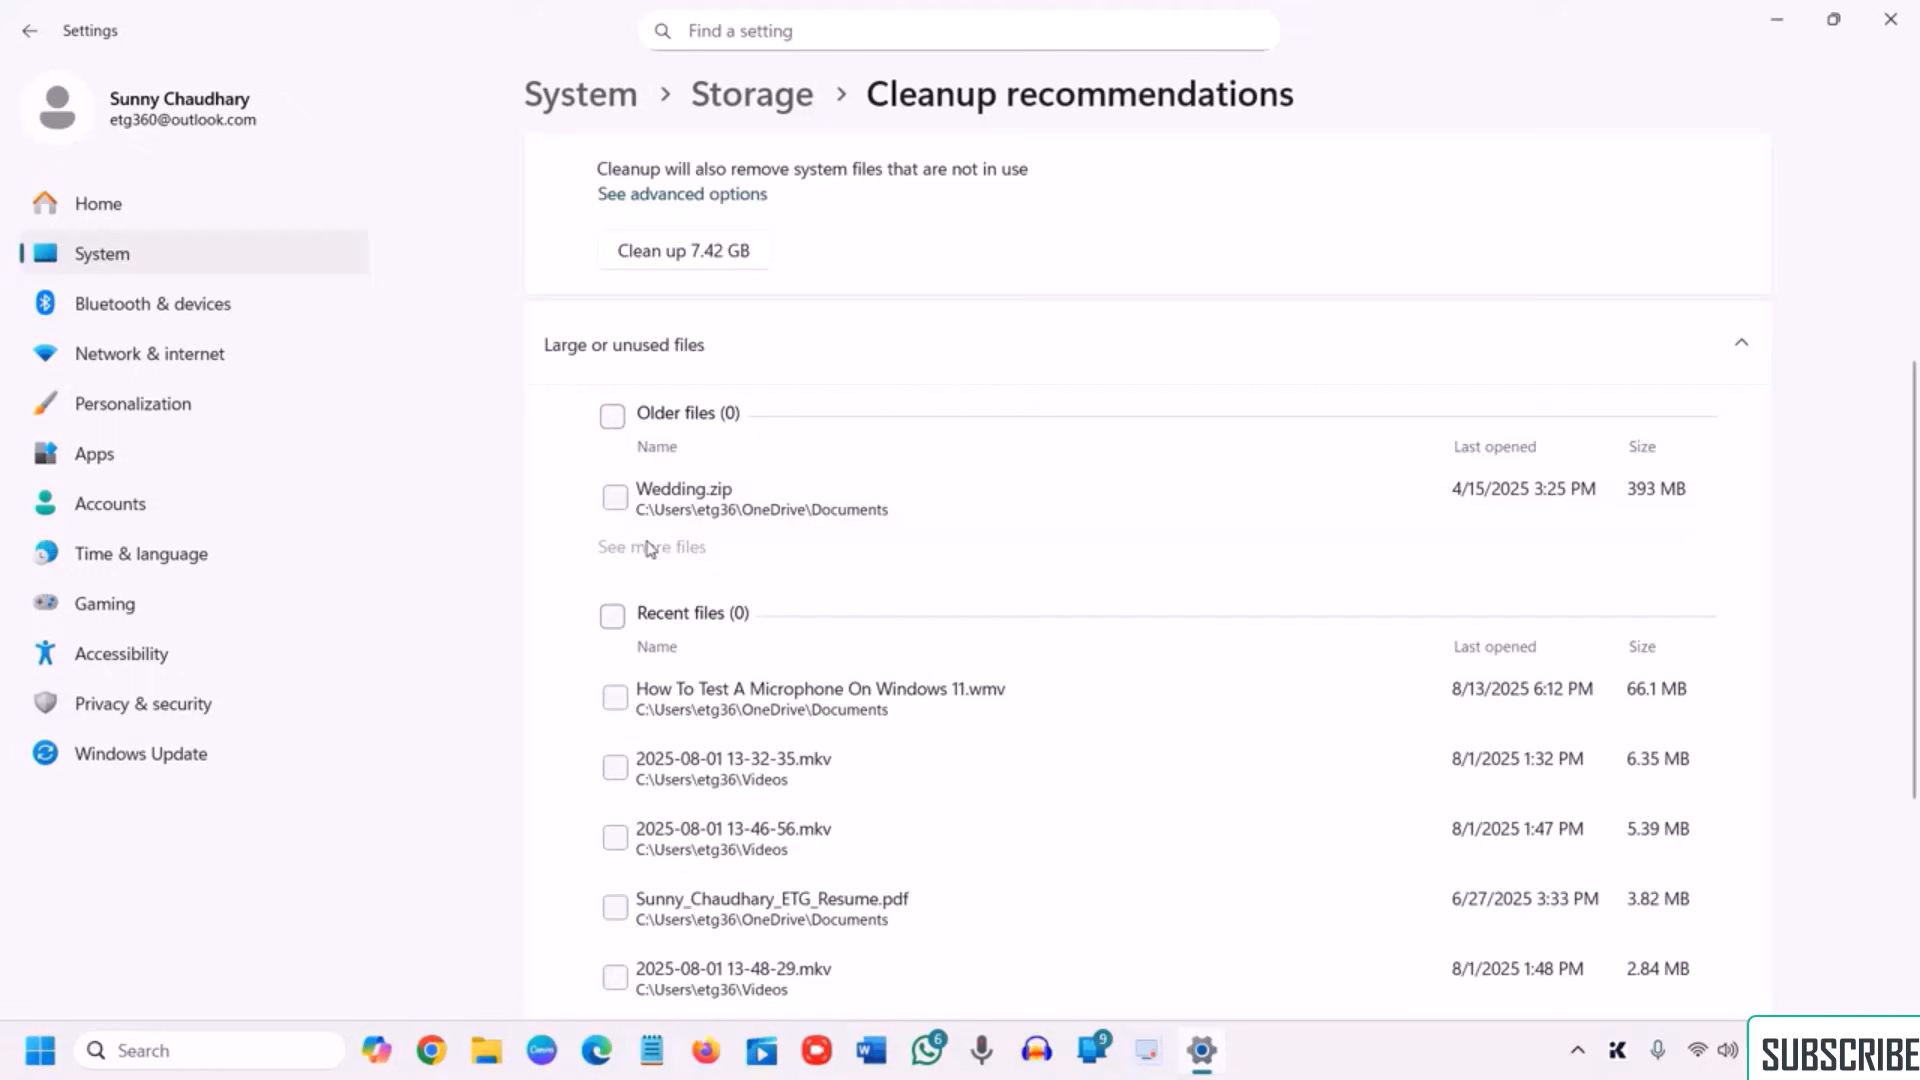 Settings
Find a setting
Sunny Chaudhary
etg360@outlook.com
Home
System
Bluetooth & devices
Network & internet
Personalization
Apps
Accounts
Time & language
Gaming
Accessibility
Privacy & security
Windows Update
System > Storage > Cleanup recommendations
Cleanup will also remove system files that are not in use
See advanced options
Clean up 7.42 GB
Large or unused files
Older files (0)
Name Last opened Size
Wedding.zip 4/15/2025 3:25 PM 393 MB
C:\Users\etg36\OneDrive\Documents
See more files
Recent files (0)
Name Last opened Size
How To Test A Microphone On Windows 11.wmv 8/13/2025 6:12 PM 66.1 MB
C:\Users\etg36\OneDrive\Documents
2025-08-01 13-32-35.mkv 8/1/2025 1:32 PM 6.35 MB
C:\Users\etg36\Videos
2025-08-01 13-46-56.mkv 8/1/2025 1:47 PM 5.39 MB
C:\Users\etg36\Videos
Sunny_Chaudhary_ETG_Resume.pdf 6/27/2025 3:33 PM 3.82 MB
C:\Users\etg36\OneDrive\Documents
2025-08-01 13-48-29.mkv 8/1/2025 1:48 PM 2.84 MB
C:\Users\etg36\Videos
Search
Canva
W
6
9
K
SUBSCRIBE